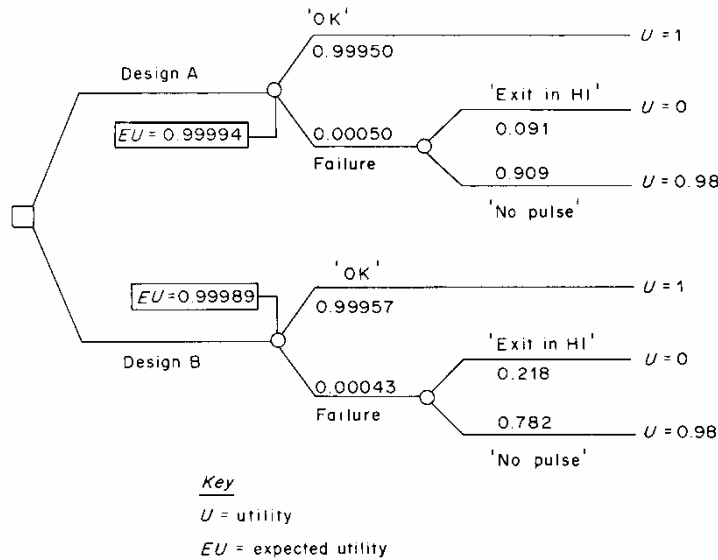 'OK'
0.99950
U = 1
Design A
'Exit in HI'
U = 0
EU = 0.99994
0.00050
0.091
Failure
0.909
U = 0.98
'No pulse'
'OK'
U = 1
EU = 0.99989
0.99957
'Exit in HI'
U = 0
Design B
0.00043
0.218
Failure
0.782
U = 0.98
'No pulse'
Key
U = utility
EU = expected utility